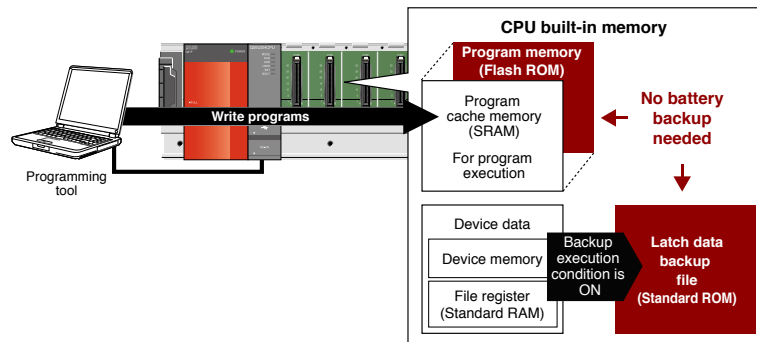 CPU built-in memory
Program memory
(Flash ROM)
Program
cache memory
(SRAM)
For program
execution
No battery
backup
needed
Write programs
Programming
tool
Device data
Device memory
File register
(Standard RAM)
Backup
execution
condition is
ON
Latch data
backup
file
(Standard ROM)
POWER